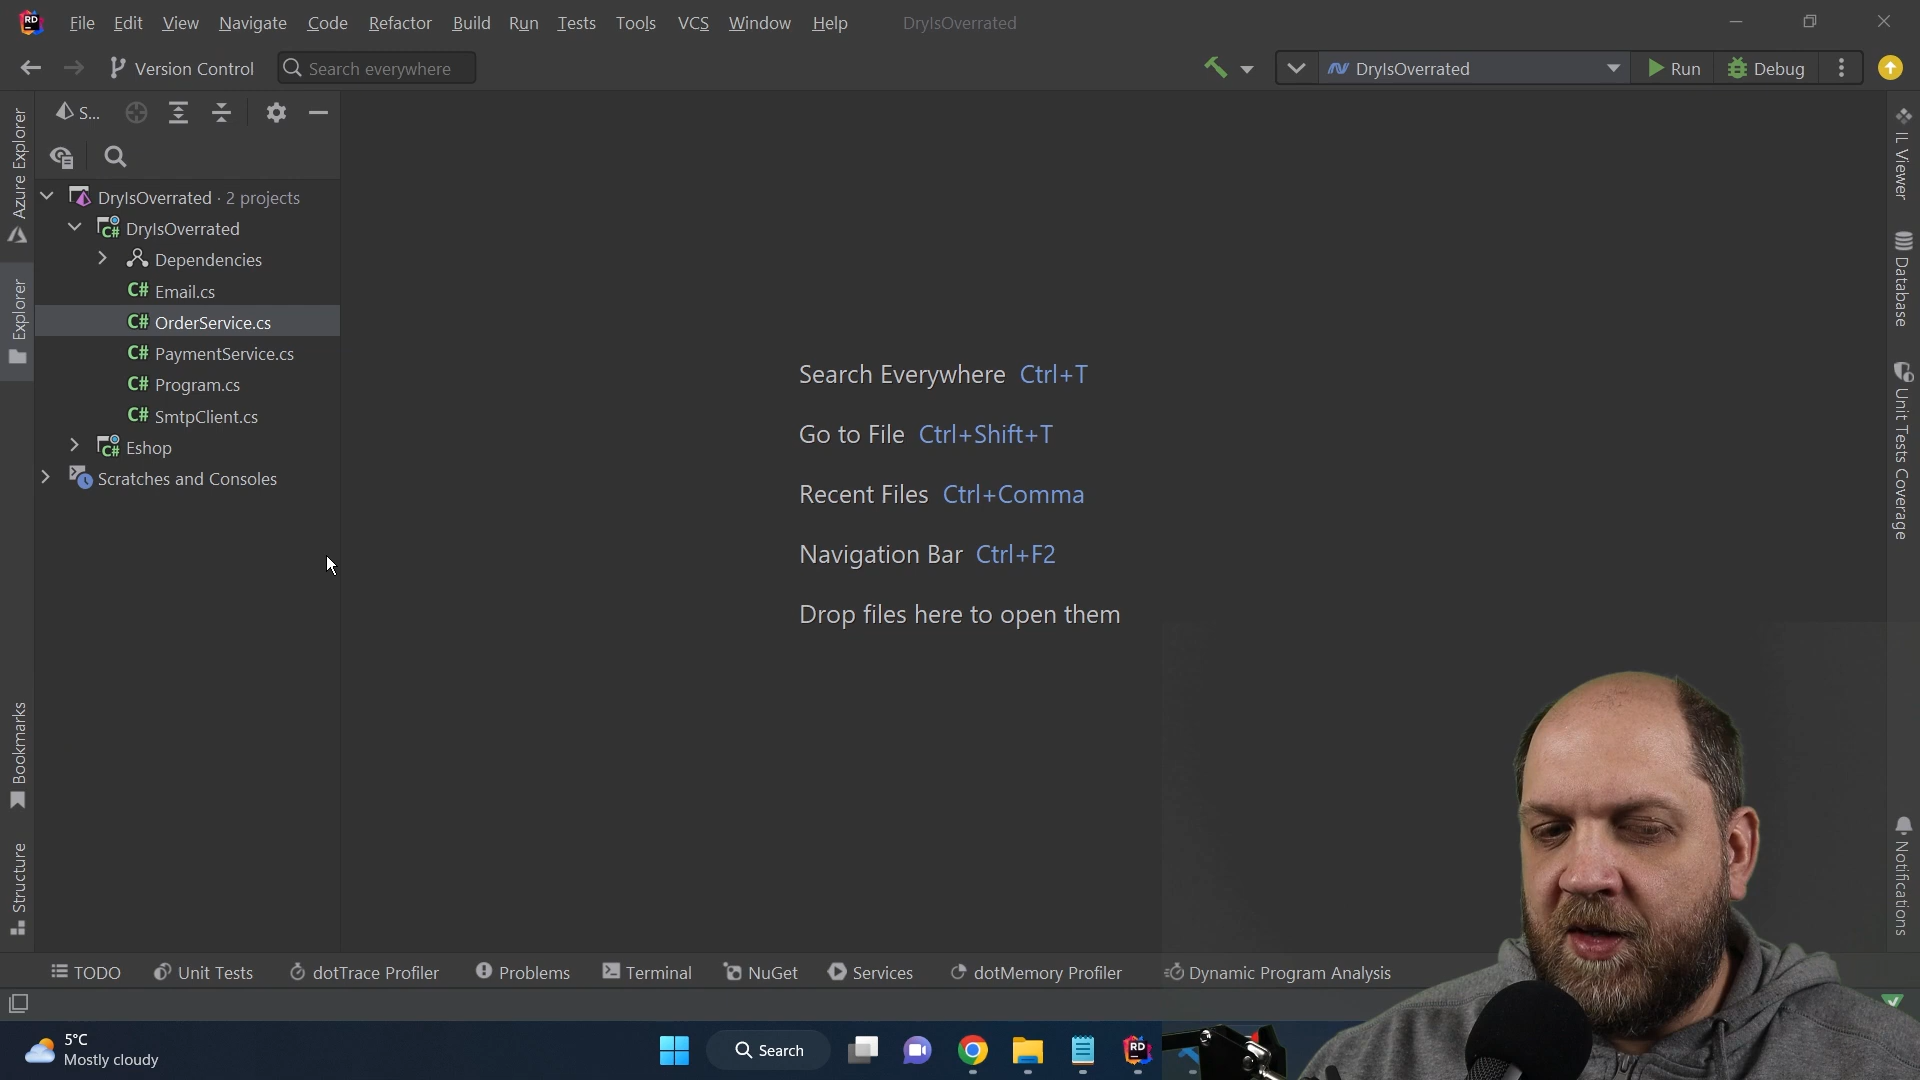 RD File Edit View Navigate Code Refactor Build Run Tests Tools VCS Window Help DryIsOverrated
Version Control Search everywhere DryIsOverrated Run Debug
S...
DryIsOverrated · 2 projects
C# DryIsOverrated
Dependencies
C# Email.cs
C# OrderService.cs
C# PaymentService.cs
C# Program.cs
C# SmtpClient.cs
C# Eshop
Scratches and Consoles
Azure Explorer
Explorer
Bookmarks
Structure
Search Everywhere Ctrl+T
Go to File Ctrl+Shift+T
Recent Files Ctrl+Comma
Navigation Bar Ctrl+F2
Drop files here to open them
IL Viewer
Database
Unit Tests Coverage
Notifications
TODO Unit Tests dotTrace Profiler Problems Terminal NuGet Services dotMemory Profiler Dynamic Program Analysis
5°C
Mostly cloudy
Search
RD